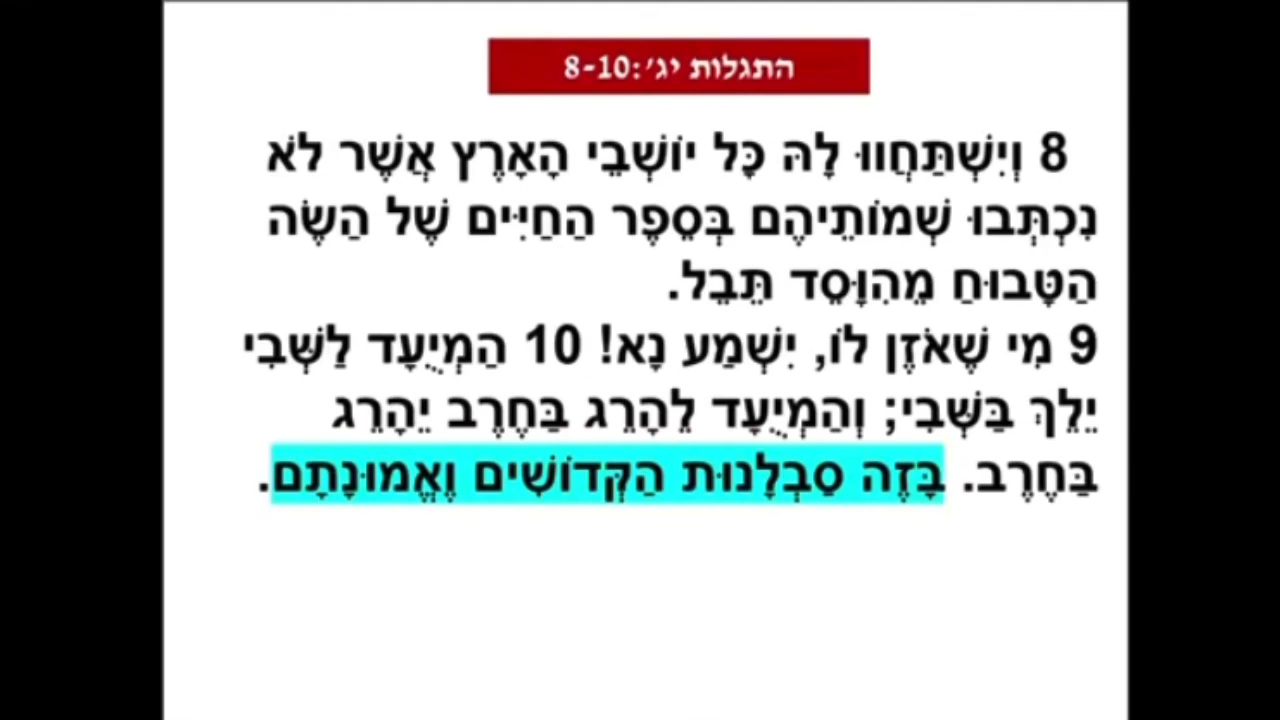 התגלות יג׳:8-10
8 וְיִשְׁתַּחֲווּ לָהּ כָּל יוֹשְׁבֵי הָאָרֶץ אֲשֶׁר לֹא
נִכְתְּבוּ שְׁמוֹתֵיהֶם בְּסֵפֶר הַחַיִּים שֶׁל הַשֶּׂה
הַטָּבוּחַ מֵהִוָּסֵד תֵּבֵל.
9 מִי שֶׁאֹזֶן לוֹ, יִשְׁמַע נָא! 10 הַמְיֻעָד לַשְּׁבִי
יֵלֵךְ בַּשְּׁבִי; וְהַמְיֻעָד לֵהָרֵג בַּחֶרֶב יֵהָרֵג
בַּחֶרֶב. בָּזֶה סַבְלָנוּת הַקְּדוֹשִׁים וֶאֱמוּנָתָם.